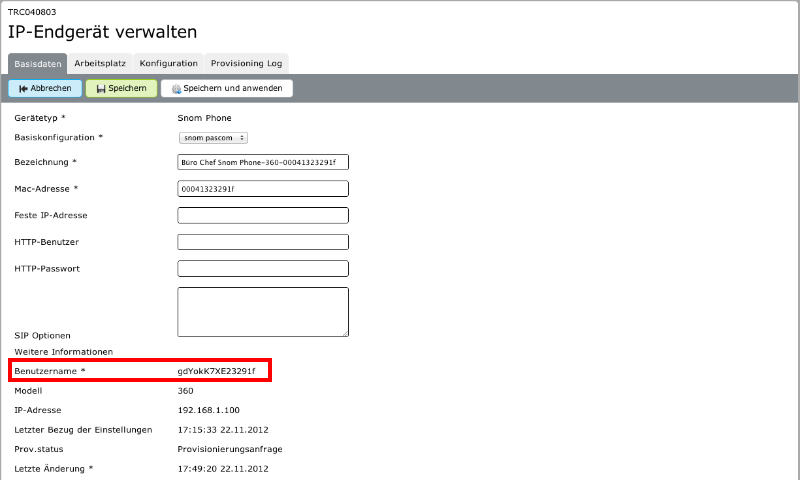 TRC040803
IP-Endgerät verwalten
Basisdaten Arbeitsplatz Konfiguration Provisioning Log
Abbrechen Speichern Speichern und anwenden
Gerätetyp * Snom Phone
Basiskonfiguration * snom pascom
Bezeichnung * Büro Chef Snom Phone-360-00041323291f
Mac-Adresse * 00041323291f
Feste IP-Adresse
HTTP-Benutzer
HTTP-Passwort
SIP Optionen
Weitere Informationen
Benutzername * gdYokK7XE23291f
Modell 360
IP-Adresse 192.168.1.100
Letzter Bezug der Einstellungen 17:15:33 22.11.2012
Prov.status Provisionierungsanfrage
Letzte Änderung * 17:49:20 22.11.2012